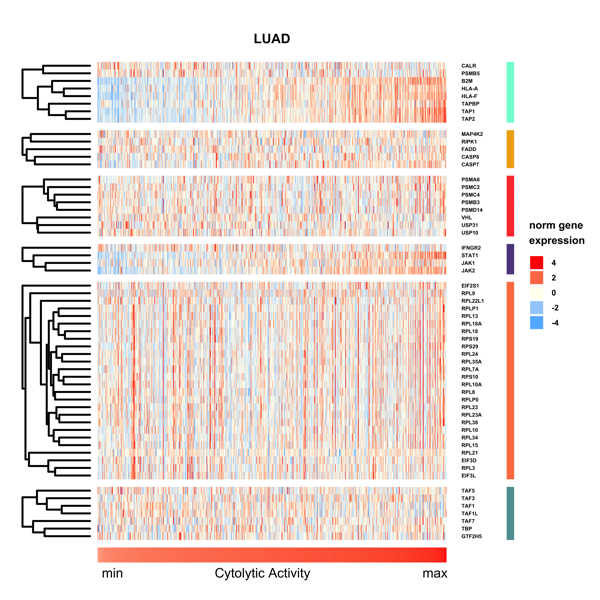 LUAD
CALR
PSMB5
B2M
HLA-A
HLA-F
TAPBP
TAP1
TAP2
MAP4K2
RIPK1
FADD
CASP8
CASP7
PSMA6
PSMC2
PSMC4
PSMB3
PSMD14
VHL
USP31
USP10
IFNGR2
STAT1
JAK1
JAK2
EIF2S1
RPL9
RPL22L1
RPLP1
RPL13
RPL18A
RPL18
RPS19
RPS29
RPL24
RPL35A
RPL7A
RPS10
RPL10A
RPL8
RPLP0
RPL23
RPL23A
RPL38
RPL10
RPL34
RPL15
RPL21
EIF3D
RPL3
EIF3L
TAF5
TAF3
TAF1
TAF1L
TAF7
TBP
GTF2H5
norm gene
expression
4
2
0
-2
-4
min Cytolytic Activity max